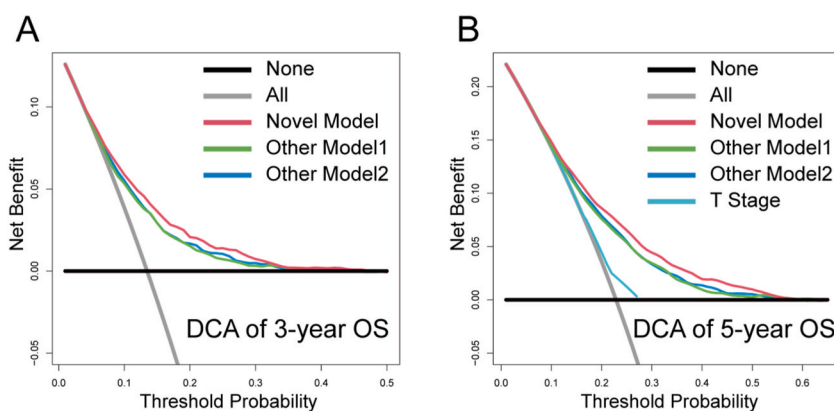 A
None
All
Novel Model
Other Model1
Other Model2
DCA of 3-year OS
Net Benefit
0.10
0.05
0.00
-0.05
0.0 0.1 0.2 0.3 0.4 0.5
Threshold Probability
B
None
All
Novel Model
Other Model1
Other Model2
T Stage
DCA of 5-year OS
Net Benefit
0.20
0.15
0.10
0.05
0.00
-0.05
0.0 0.1 0.2 0.3 0.4 0.5 0.6
Threshold Probability